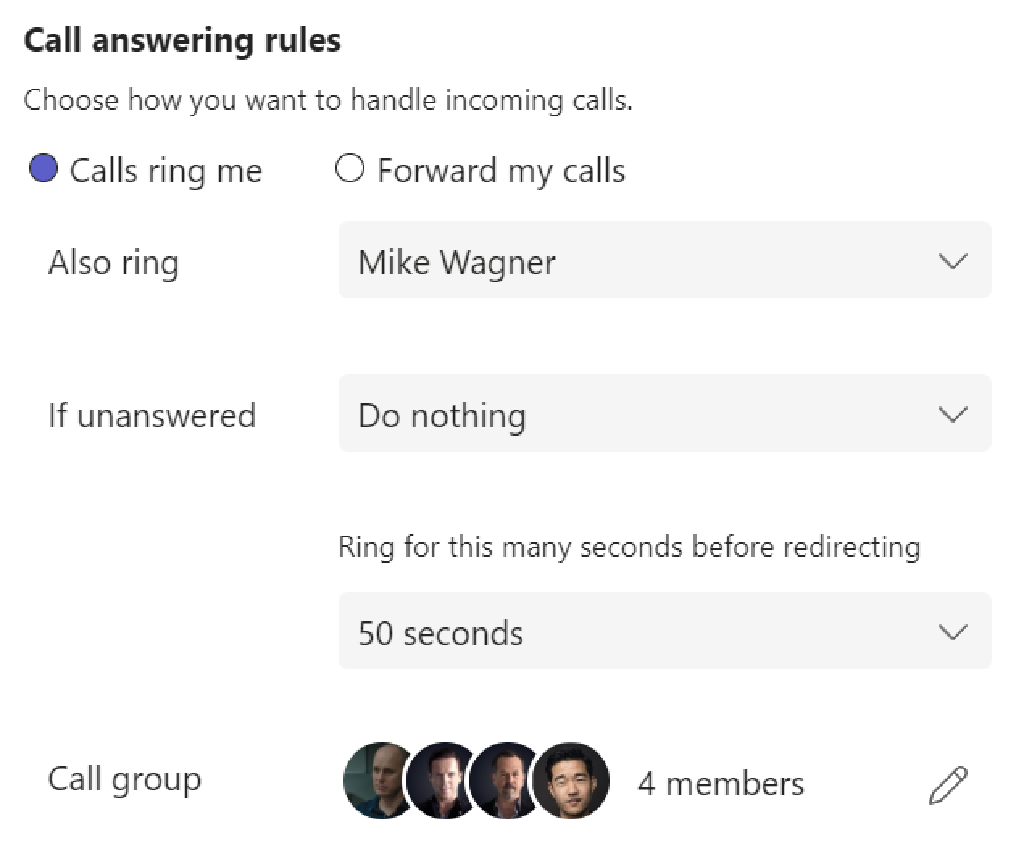 Call answering rules
Choose how you want to handle incoming calls.
Calls ring me Forward my calls
Also ring Mike Wagner
If unanswered Do nothing
Ring for this many seconds before redirecting
50 seconds
Call group 4 members